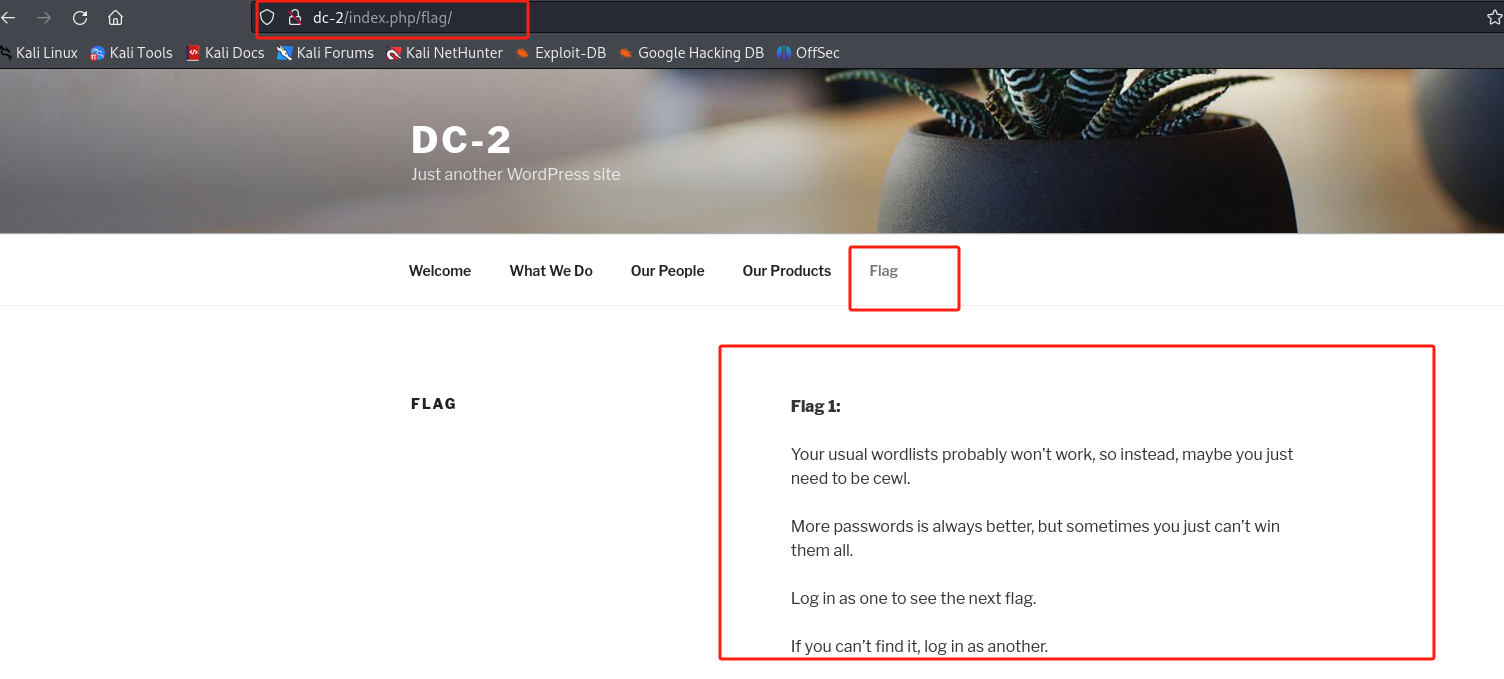 dc-2/index.php/flag/
Kali Linux Kali Tools Kali Docs Kali Forums Kali NetHunter Exploit-DB Google Hacking DB OffSec
DC-2
Just another WordPress site
Welcome What We Do Our People Our Products Flag
FLAG
Flag 1:
Your usual wordlists probably won’t work, so instead, maybe you just
need to be cewl.
More passwords is always better, but sometimes you just can’t win
them all.
Log in as one to see the next flag.
If you can’t find it, log in as another.